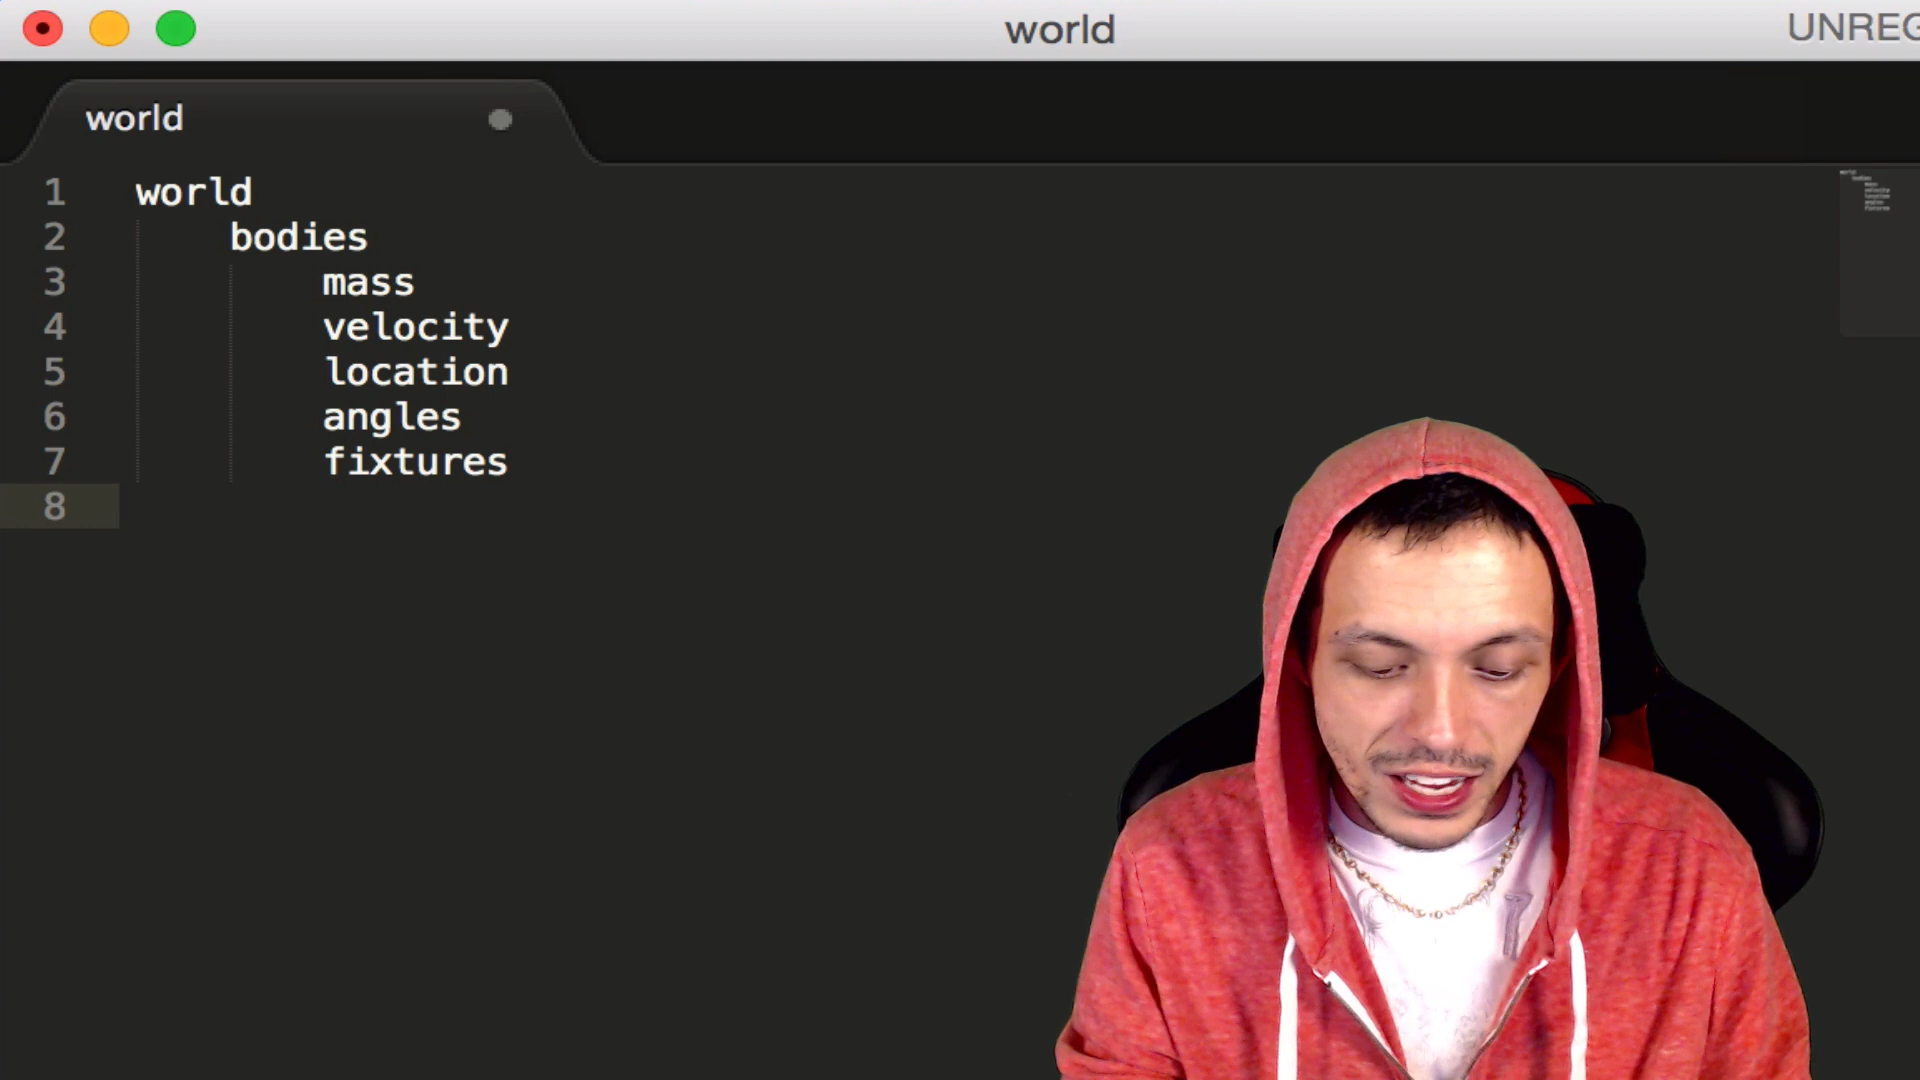 world
UNREG
world
1 world
2 bodies
3 mass
4 velocity
5 location
6 angles
7 fixtures
8